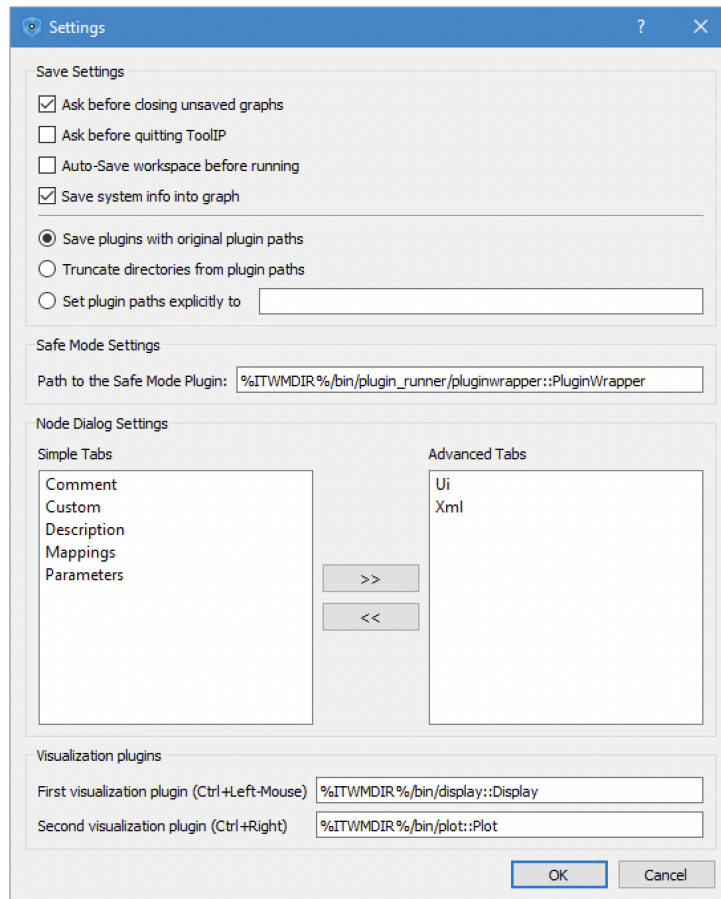 Settings
?
Save Settings
Ask before closing unsaved graphs
Ask before quitting ToolIP
Auto-Save workspace before running
Save system info into graph
Save plugins with original plugin paths
Truncate directories from plugin paths
Set plugin paths explicitly to
Safe Mode Settings
Path to the Safe Mode Plugin: %ITWMDIR%/bin/plugin_runner/pluginwrapper::PluginWrapper
Node Dialog Settings
Simple Tabs
Comment
Custom
Description
Mappings
Parameters
>>
<<
Advanced Tabs
Ui
Xml
Visualization plugins
First visualization plugin (Ctrl+Left-Mouse) %ITWMDIR%/bin/display::Display
Second visualization plugin (Ctrl+Right) %ITWMDIR%/bin/plot::Plot
OK Cancel